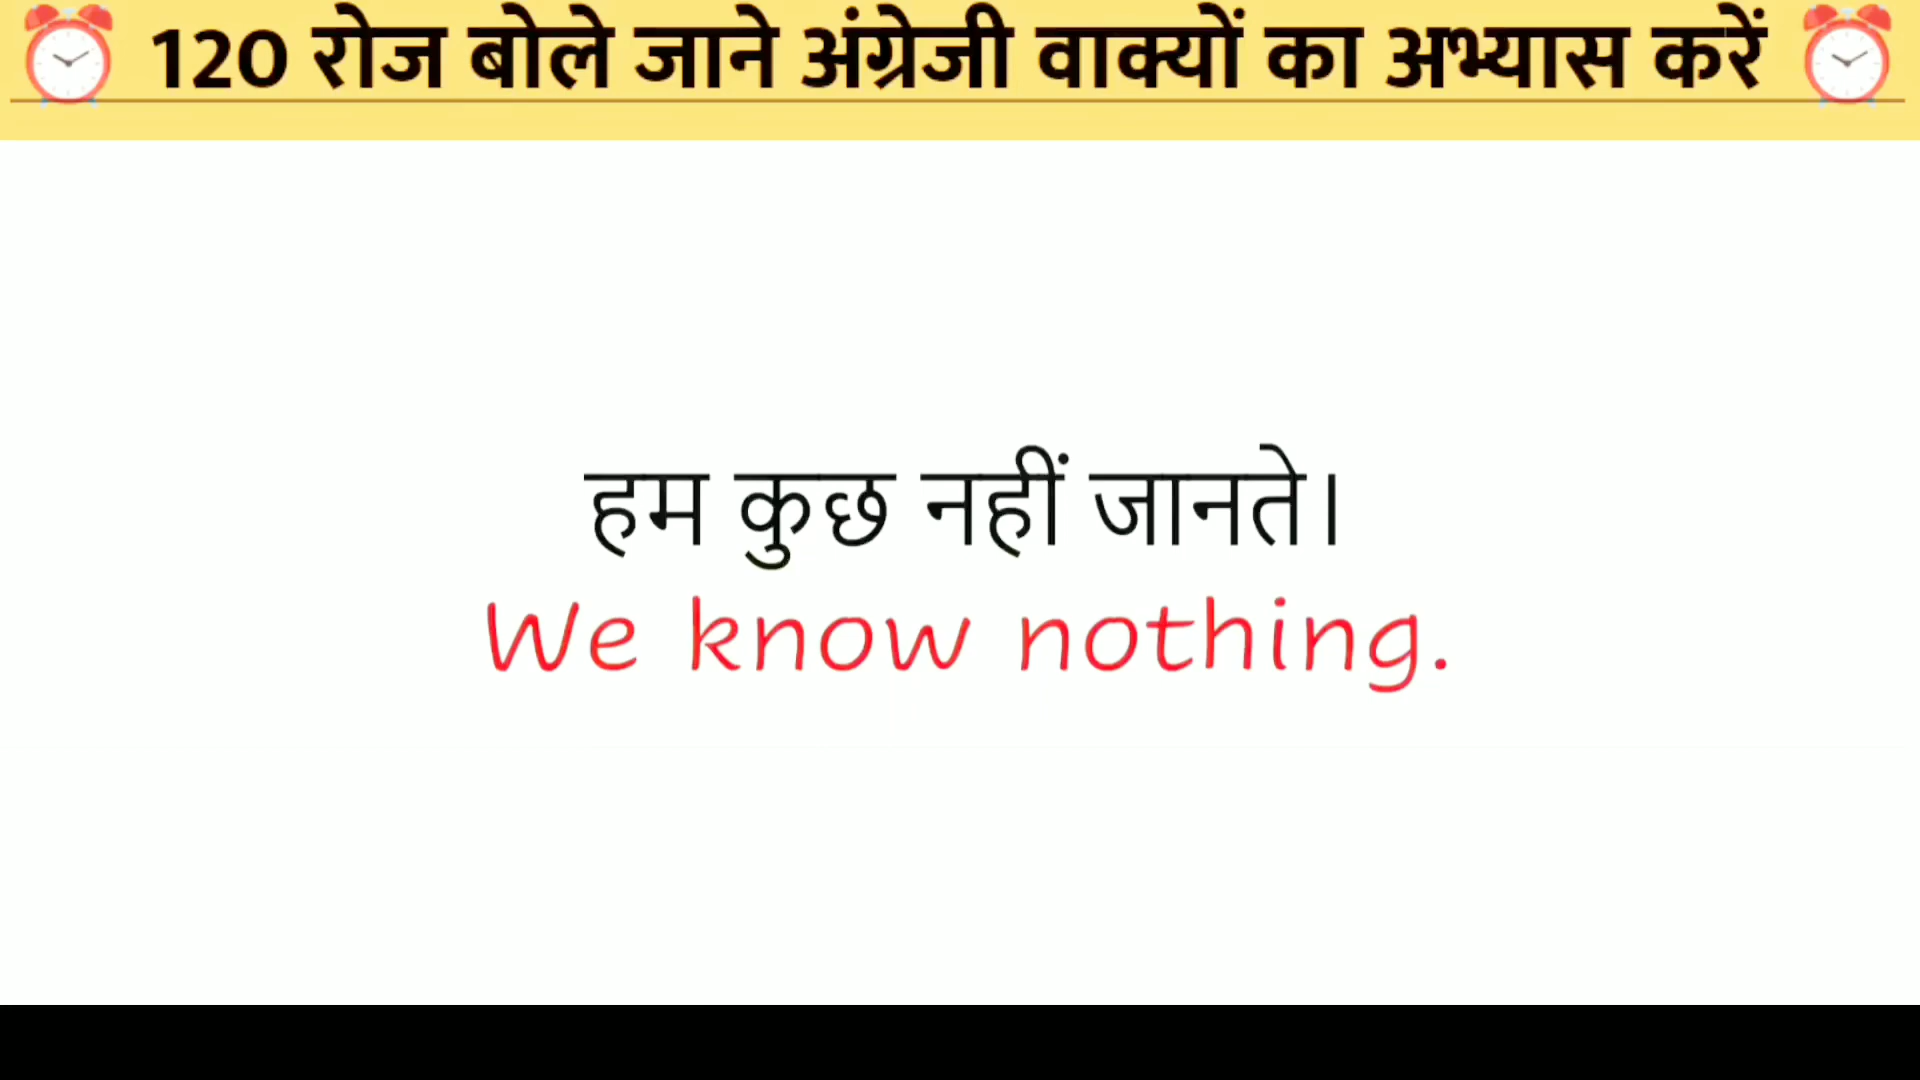 120 रोज बोले जाने अंग्रेजी वाक्यों का अभ्यास करें
हम कुछ नहीं जानते।
We know nothing.